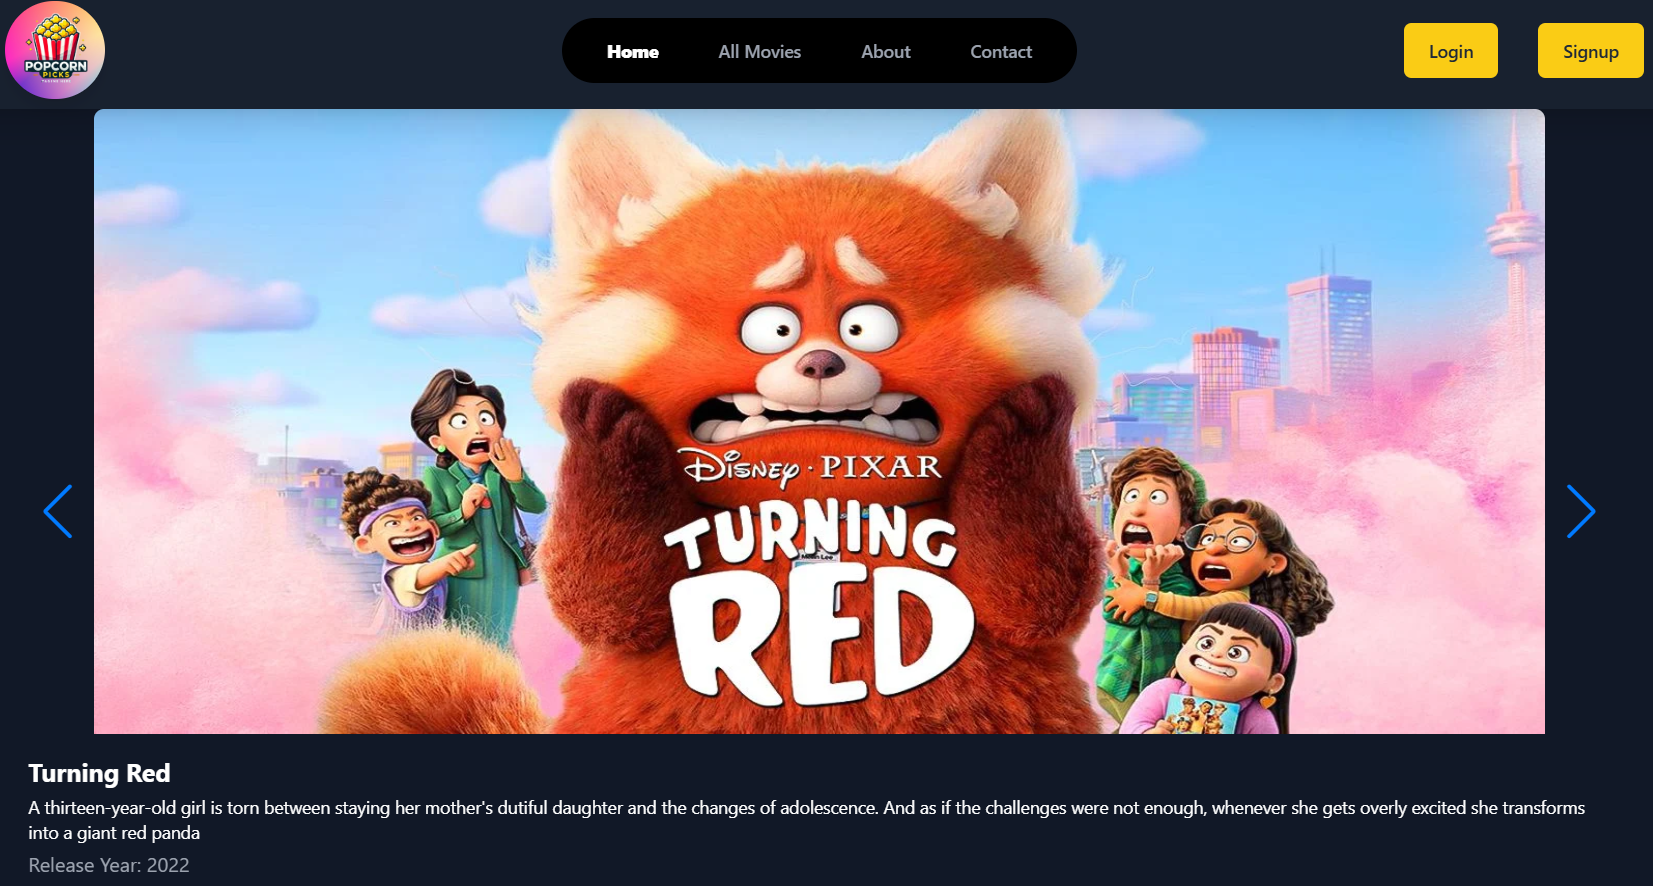 POPCORN
PICKS
Home
All Movies
About
Contact
Login
Signup
Disney · PIXAR
TURNING
RED
Turning Red
A thirteen-year-old girl is torn between staying her mother's dutiful daughter and the changes of adolescence. And as if the challenges were not enough, whenever she gets overly excited she transforms
into a giant red panda
Release Year: 2022